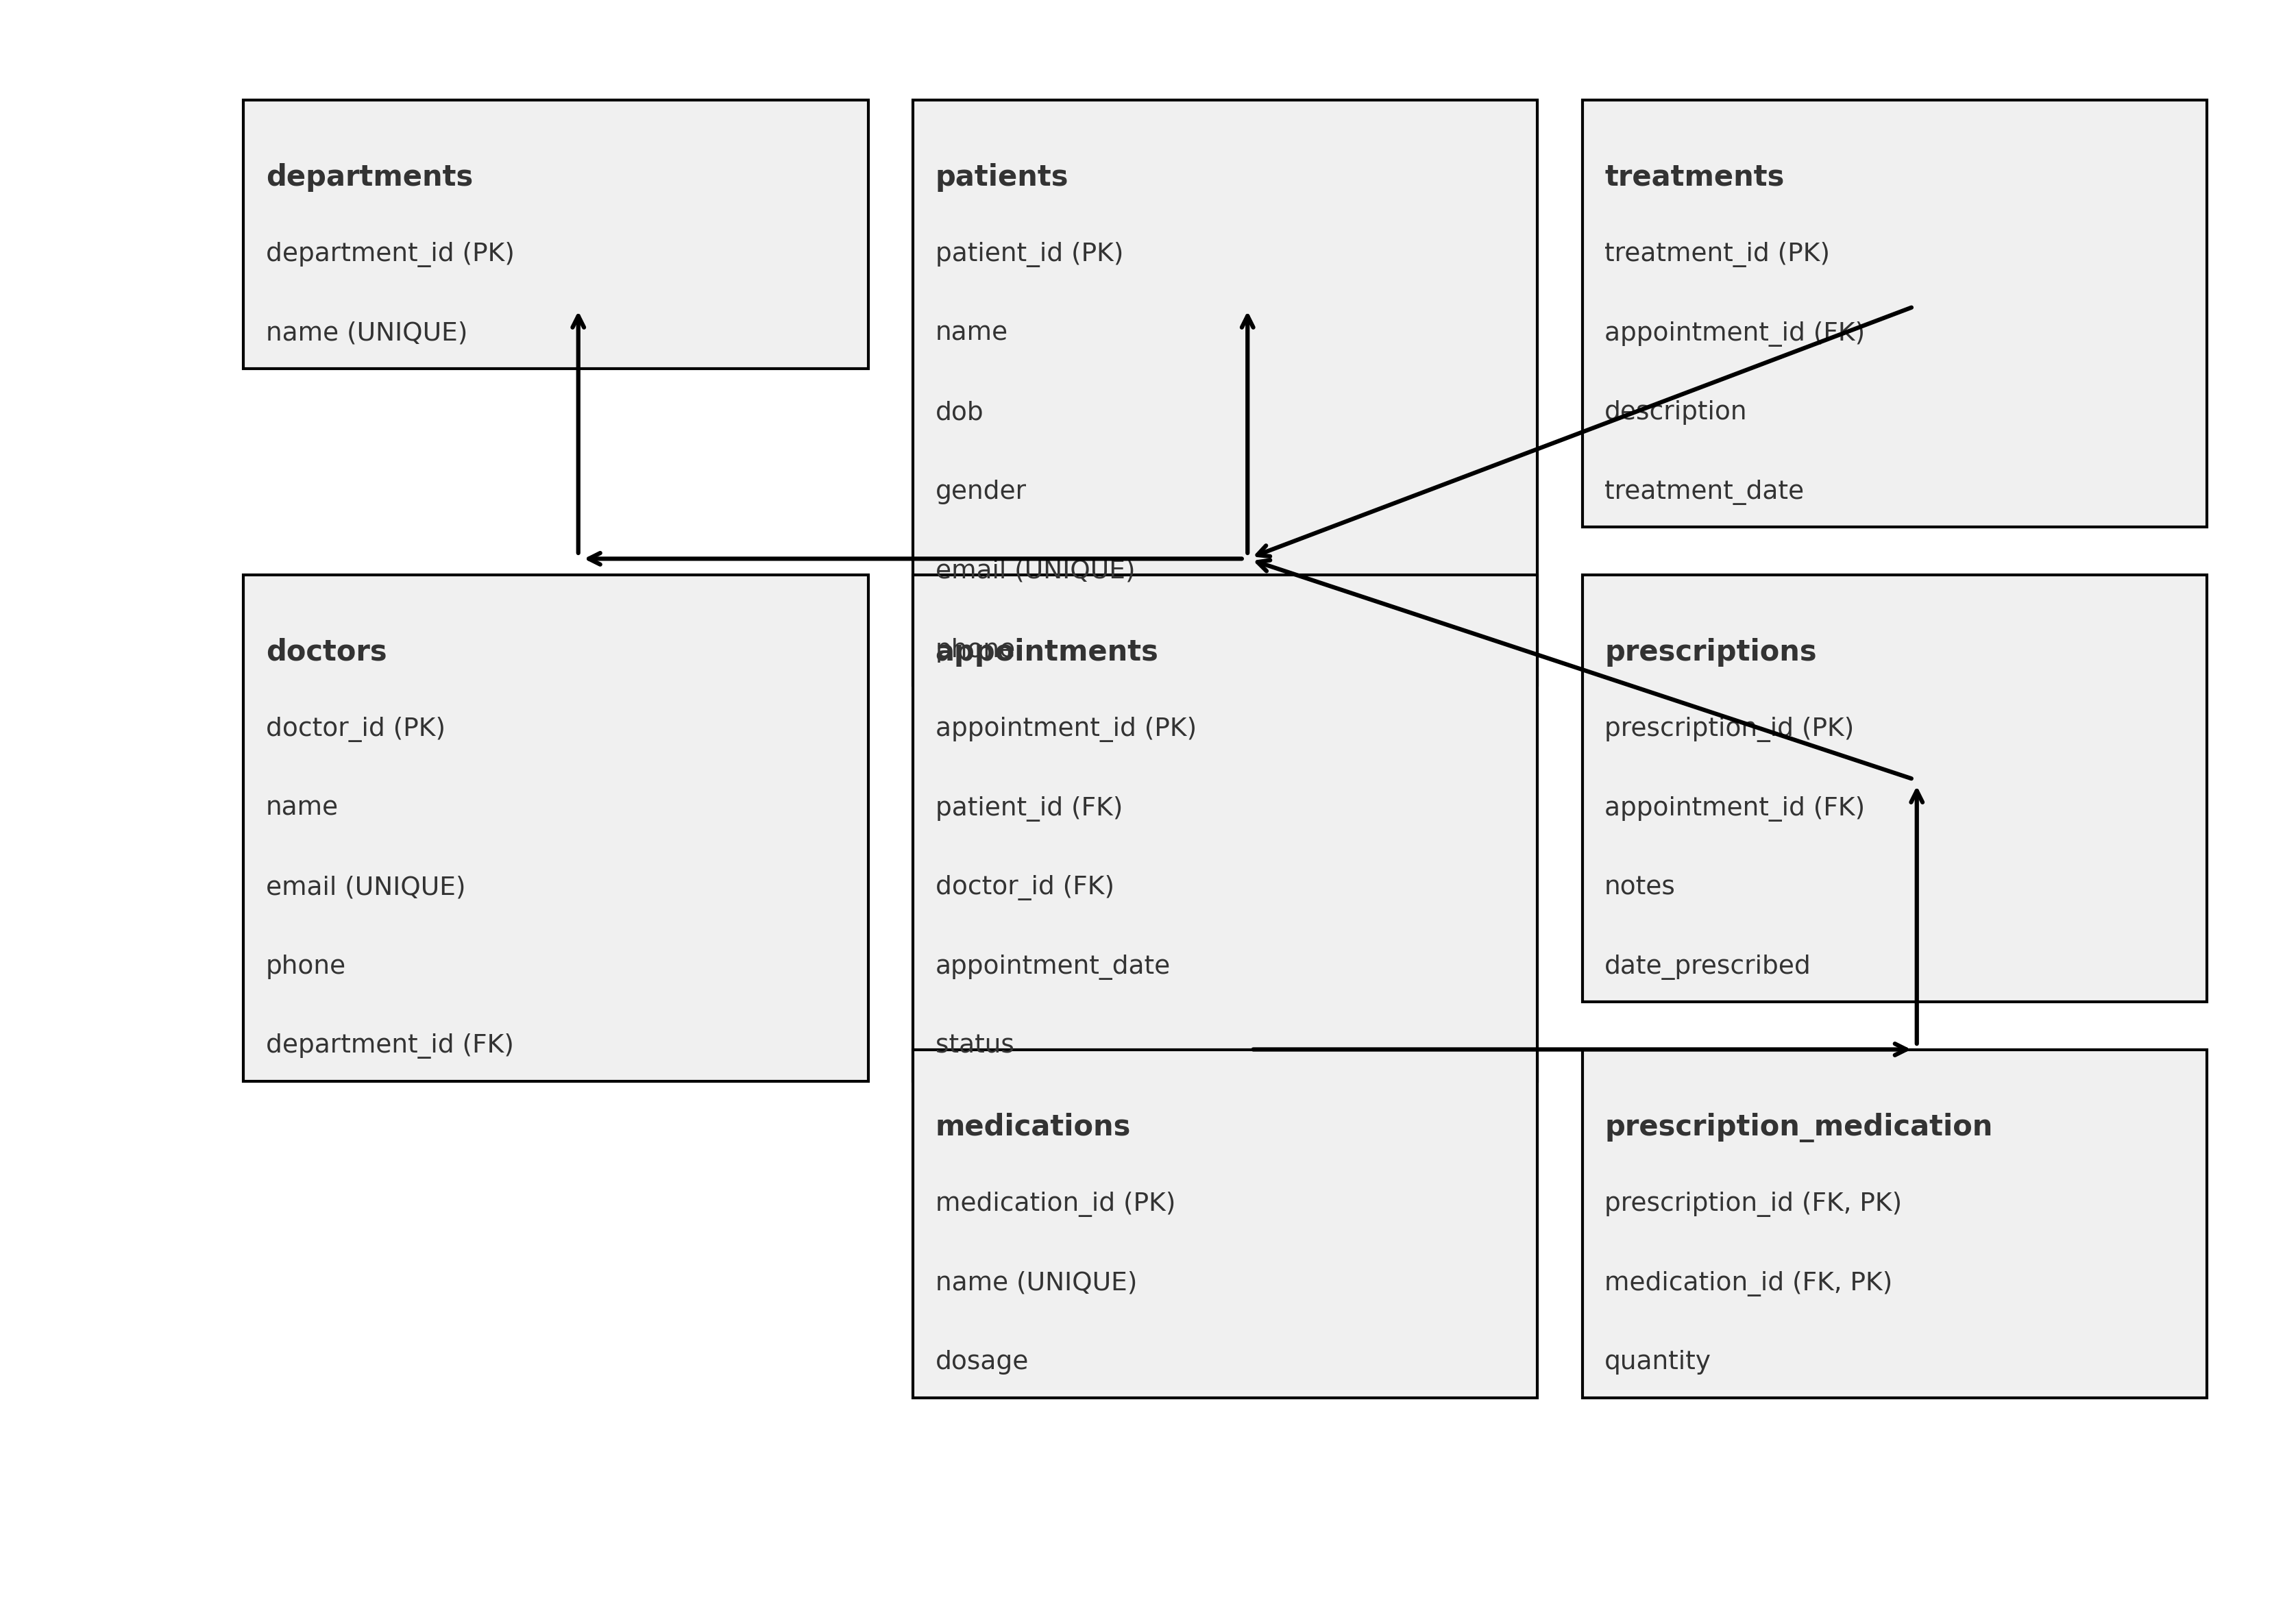 departments
department_id (PK)
name (UNIQUE)
patients
patient_id (PK)
name
dob
gender
email (UNIQUE)
phone
treatments
treatment_id (PK)
appointment_id (FK)
description
treatment_date
doctors
doctor_id (PK)
name
email (UNIQUE)
phone
department_id (FK)
appointments
appointment_id (PK)
patient_id (FK)
doctor_id (FK)
appointment_date
status
prescriptions
prescription_id (PK)
appointment_id (FK)
notes
date_prescribed
medications
medication_id (PK)
name (UNIQUE)
dosage
prescription_medication
prescription_id (FK, PK)
medication_id (FK, PK)
quantity